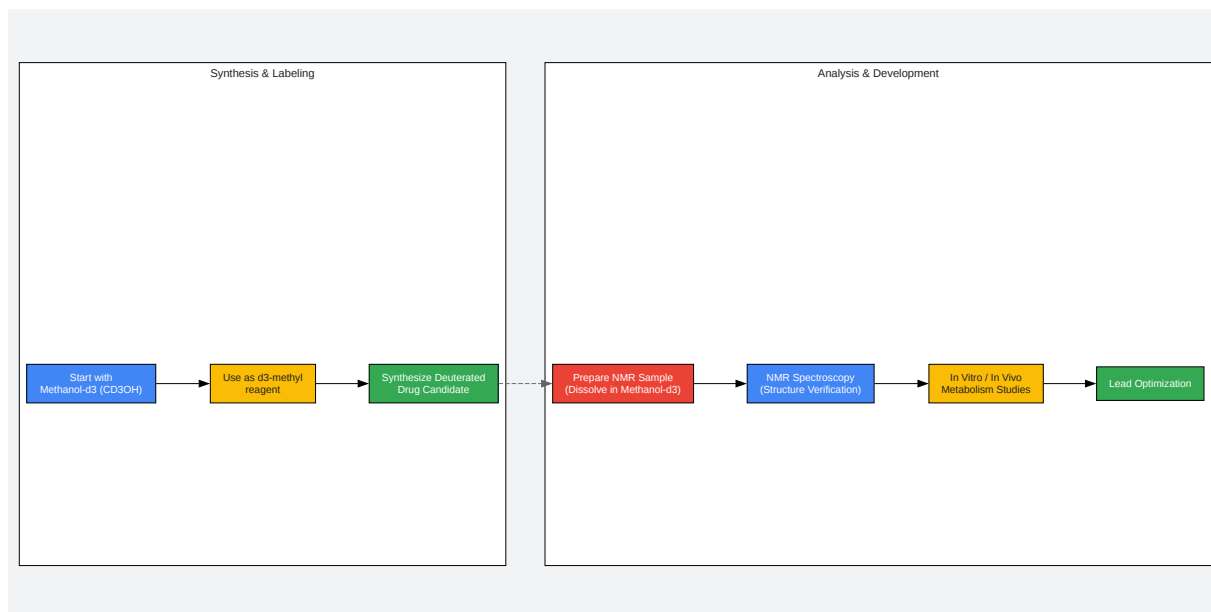 Synthesis & Labeling
Start with
Methanol-d3 (CD3OH)
Use as d3-methyl
reagent
Synthesize Deuterated
Drug Candidate
Analysis & Development
Prepare NMR Sample
(Dissolve in Methanol-d3)
NMR Spectroscopy
(Structure Verification)
In Vitro / In Vivo
Metabolism Studies
Lead Optimization